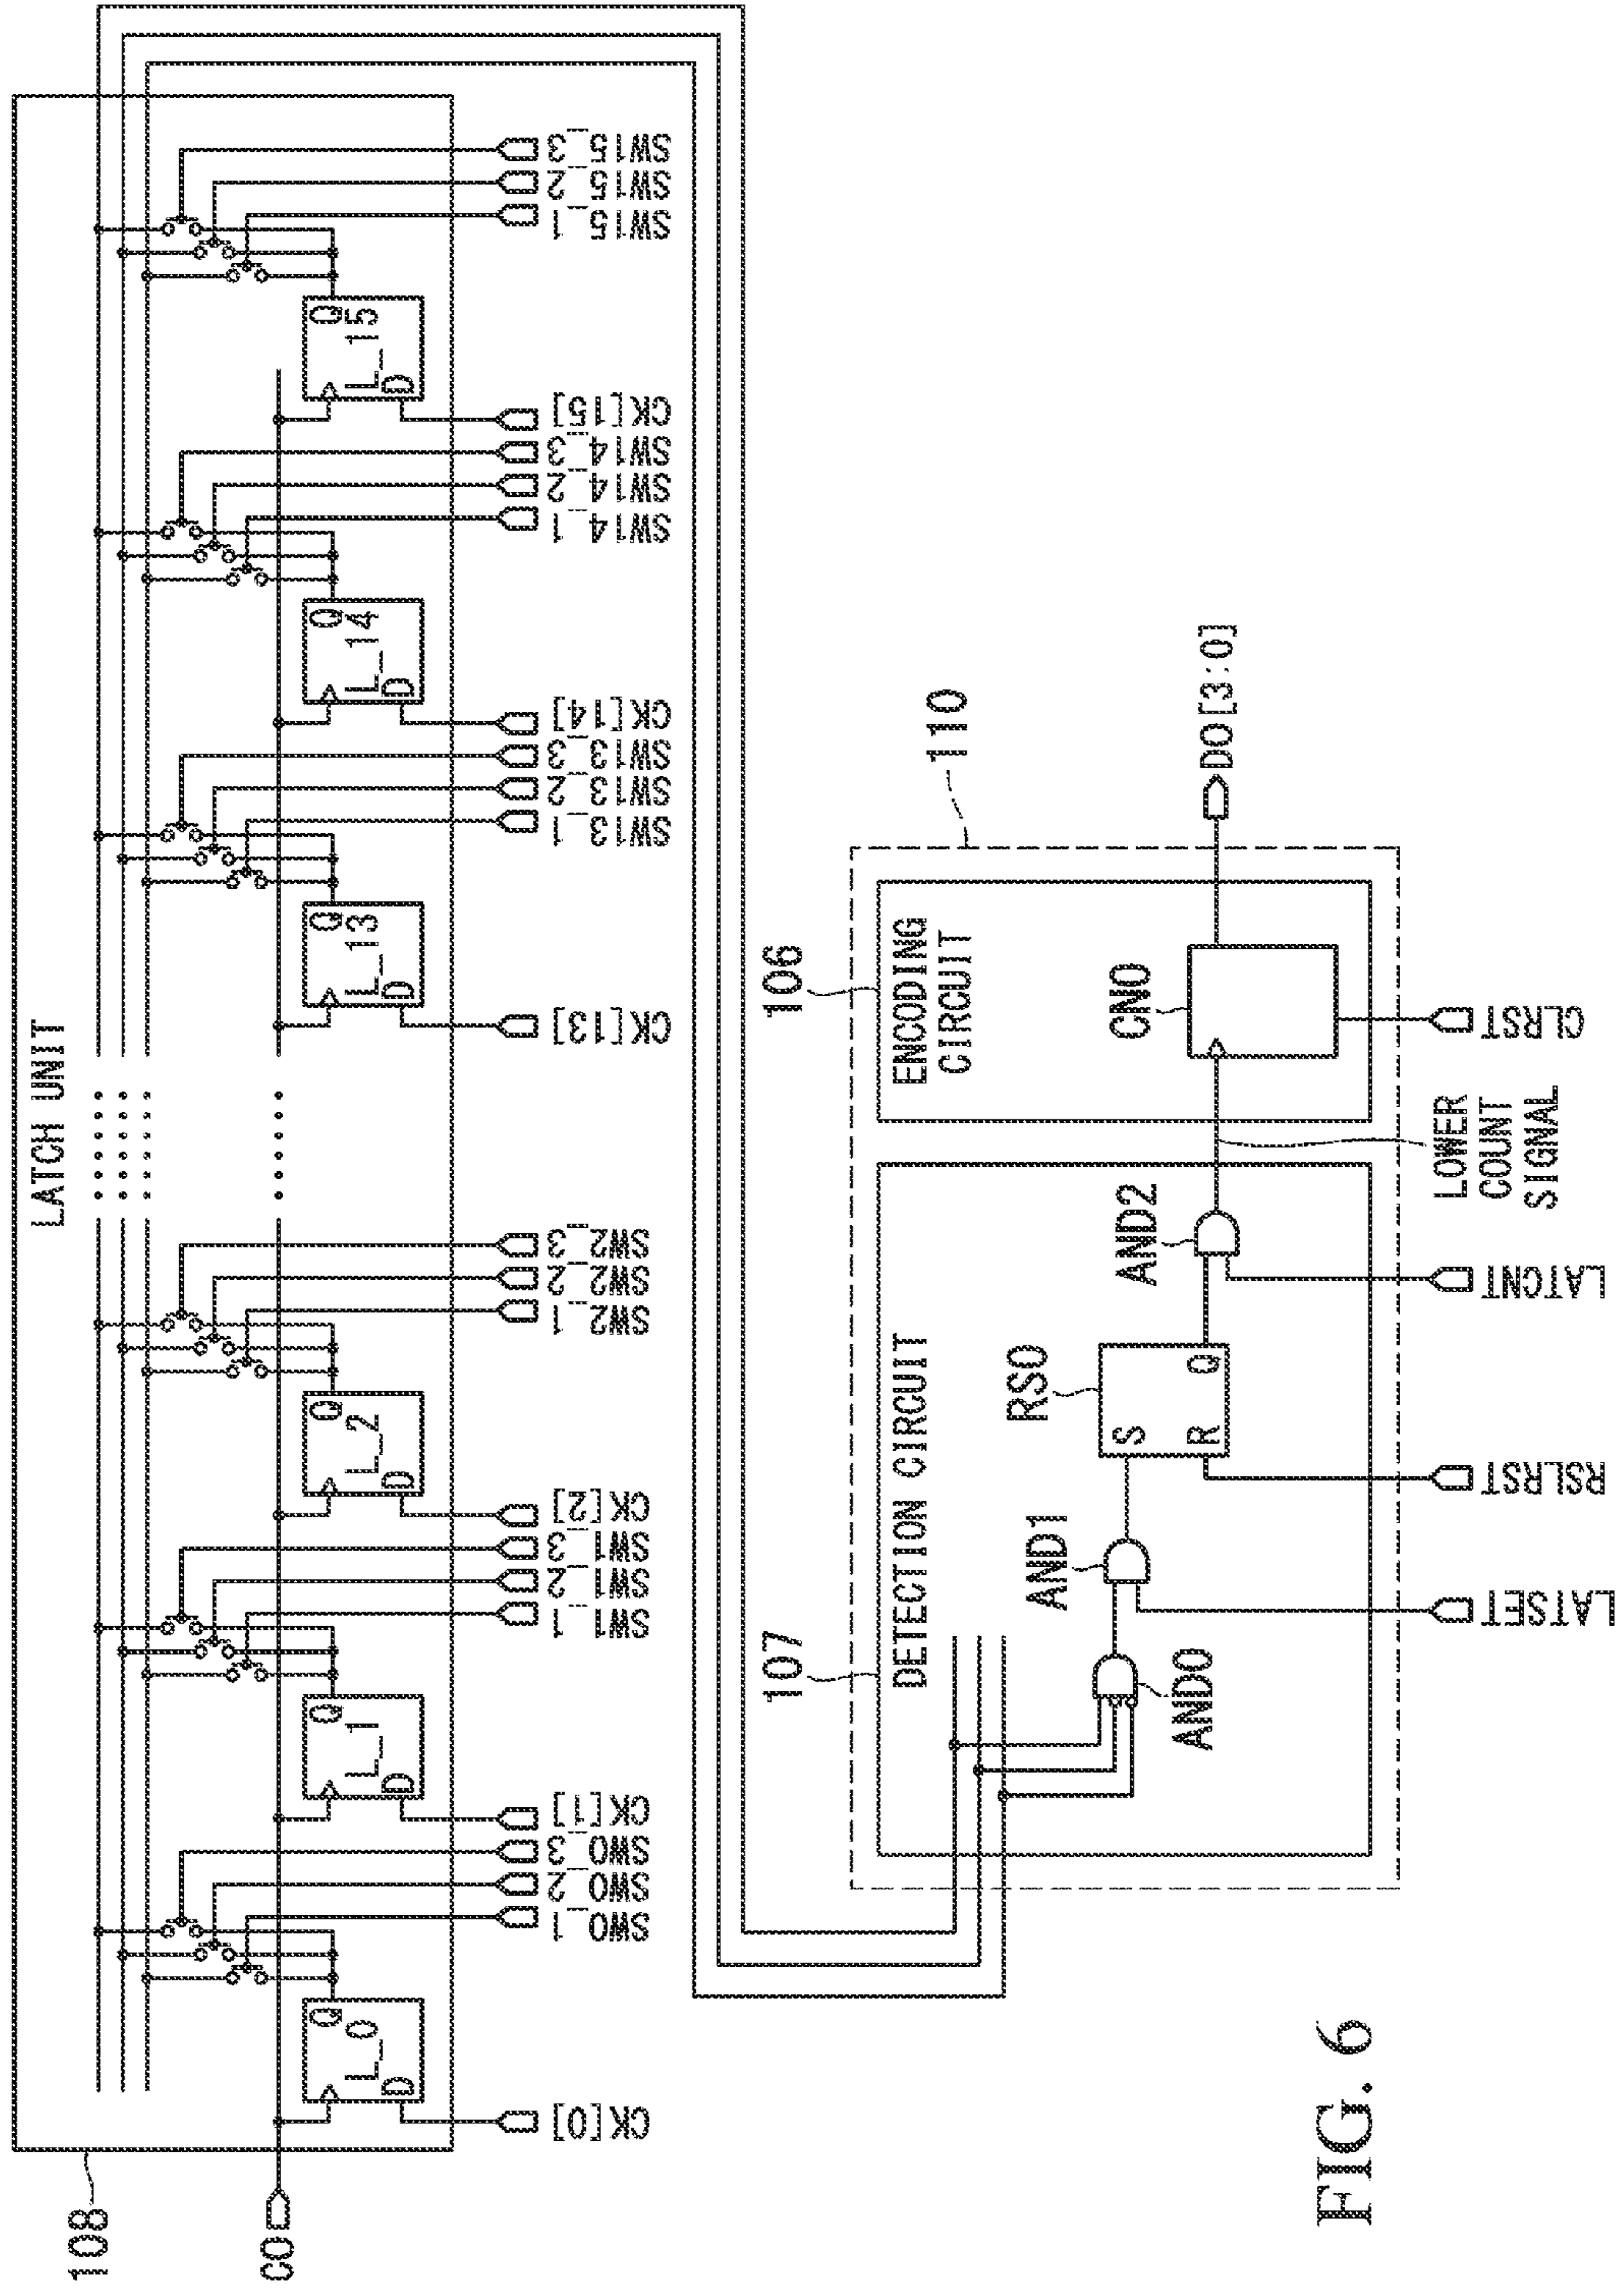 LATCH UNIT
108
CO
L_0
D
Q
L_1
D
Q
L_2
D
Q
L_13
D
Q
L_14
D
Q
L_15
D
Q
CK[0]
SW0_1
SW0_2
SW0_3
CK[1]
SW1_1
SW1_2
SW1_3
CK[2]
SW2_1
SW2_2
SW2_3
CK[13]
SW13_1
SW13_2
SW13_3
CK[14]
SW14_1
SW14_2
SW14_3
CK[15]
SW15_1
SW15_2
SW15_3
107
DETECTION CIRCUIT
AND0
AND1
RS0
S
R
Q
AND2
LATSET
RSLRST
LATCNT
LOWER
COUNT
SIGNAL
106
ENCODING
CIRCUIT
CN0
CLRST
110
DO[3:0]
FIG. 6